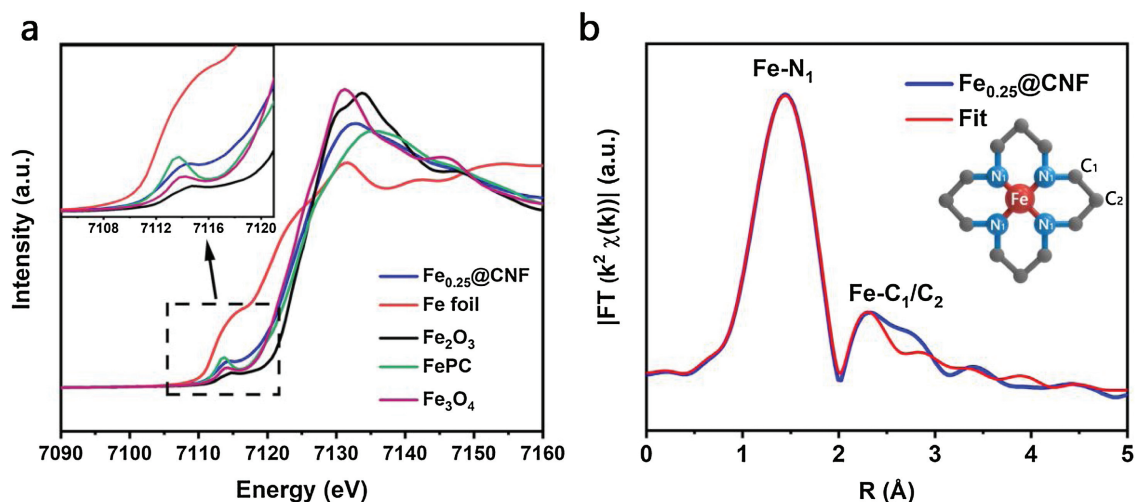 a
Intensity (a.u.)
7108 7112 7116 7120
Fe₀.₂₅@CNF
Fe foil
Fe₂O₃
FePC
Fe₃O₄
7090 7100 7110 7120 7130 7140 7150 7160
Energy (eV)
b
|FT (k² χ(k))| (a.u.)
Fe-N₁
Fe-C₁/C₂
Fe₀.₂₅@CNF
Fit
C₁
N₁ N₁
Fe
C₂
N₁ N₁
0 1 2 3 4 5
R (Å)